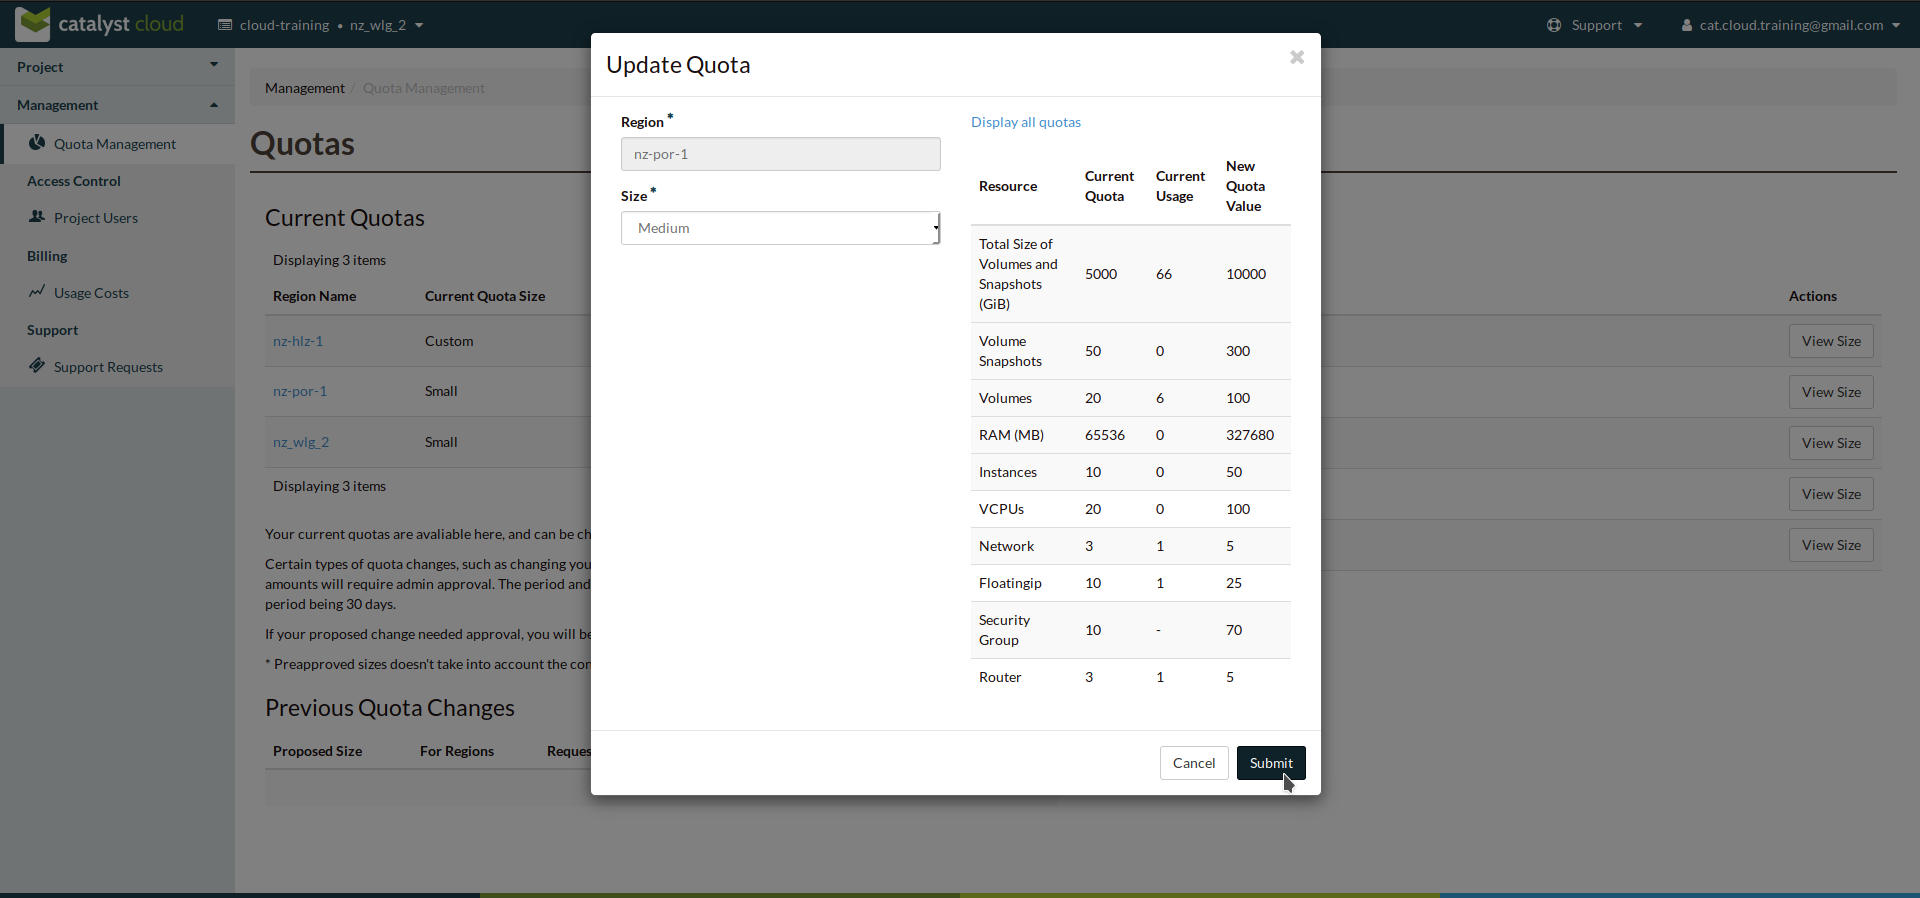 catalyst cloud
cloud-training • nz_wlg_2
Support
cat.cloud.training@gmail.com
Project
Management
Quota Management
Access Control
Project Users
Billing
Usage Costs
Support
Support Requests
Management / Quota Management
Quotas
Current Quotas
Displaying 3 items
Region Name Current Quota Size Actions
nz-hlz-1 Custom View Size
nz-por-1 Small View Size
nz_wlg_2 Small View Size
Displaying 3 items View Size
View Size
Your current quotas are avaliable here, and can be ch
Certain types of quota changes, such as changing you
amounts will require admin approval. The period and
period being 30 days.
If your proposed change needed approval, you will be
* Preapproved sizes doesn't take into account the con
Previous Quota Changes
Proposed Size For Regions Reques
Update Quota
×
Region *
nz-por-1
Size *
Medium
Display all quotas
Resource Current Quota Current Usage New Quota Value
Total Size of
Volumes and
Snapshots
(GiB) 5000 66 10000
Volume
Snapshots 50 0 300
Volumes 20 6 100
RAM (MB) 65536 0 327680
Instances 10 0 50
VCPUs 20 0 100
Network 3 1 5
Floatingip 10 1 25
Security
Group 10 - 70
Router 3 1 5
Cancel Submit